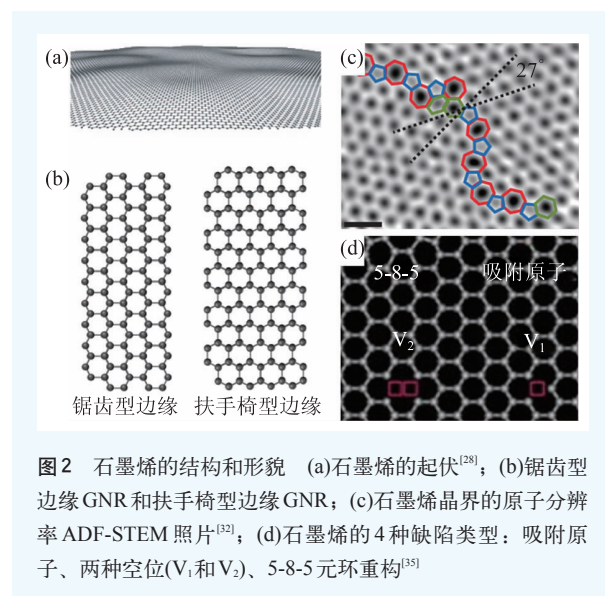 (a)
(b)
锯齿型边缘 扶手椅型边缘
(c)
27°
(d)
5-8-5 吸附原子
V₂ V₁
图2 石墨烯的结构和形貌 (a)石墨烯的起伏[28]；(b)锯齿型
边缘GNR和扶手椅型边缘GNR；(c)石墨烯晶界的原子分辨
率ADF-STEM照片[32]；(d)石墨烯的4种缺陷类型：吸附原
子、两种空位(V₁和V₂)、5-8-5元环重构[35]